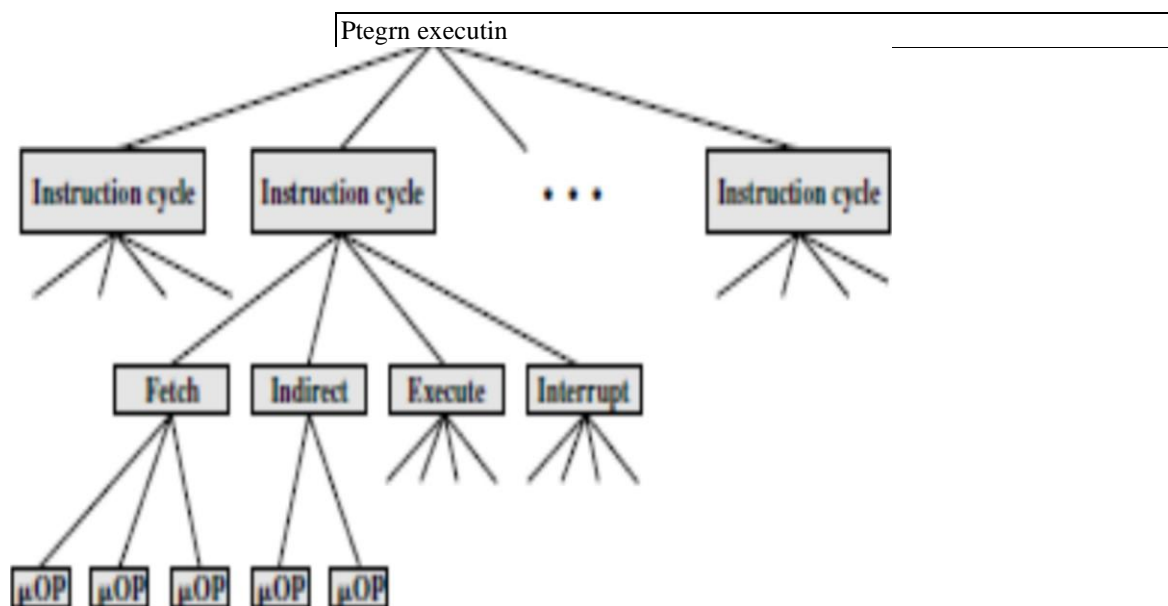 Ptegrn executin
Instruction cycle Instruction cycle • • • Instruction cycle
Fetch Indirect Execute Interrupt
μOP μOP μOP μOP μOP